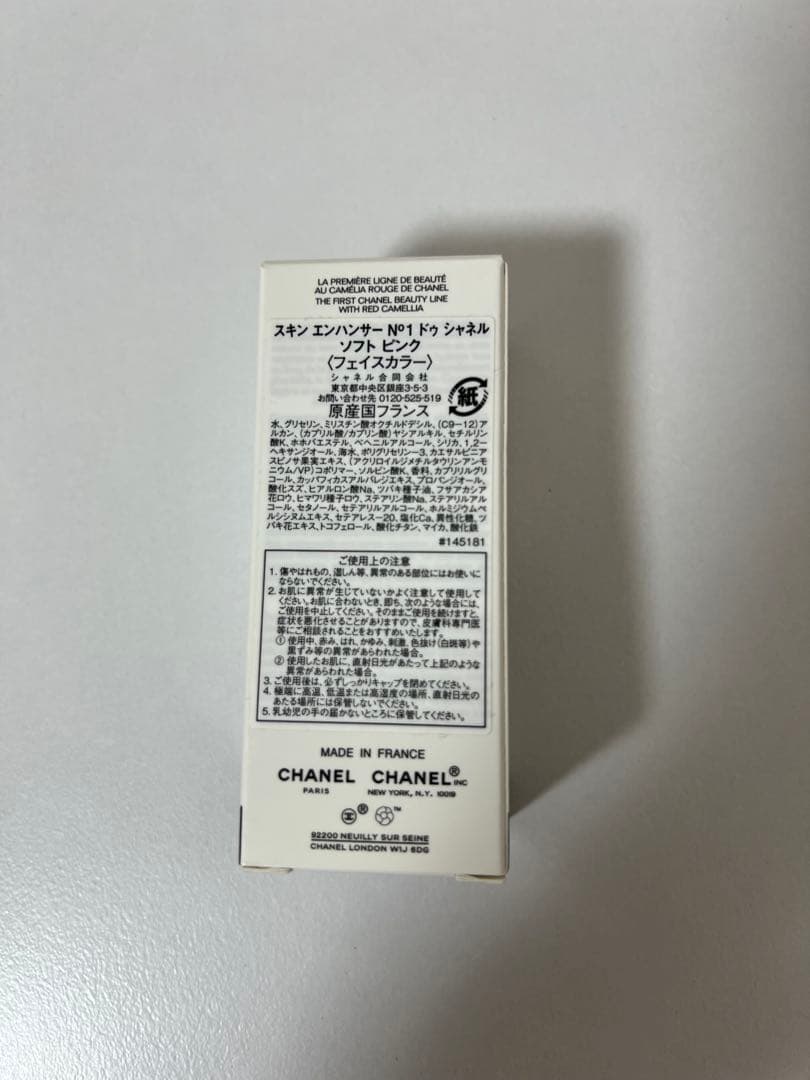 LA PREMIÈRE LIGNE DE BEAUTÉ
AU CAMÉLIA ROUGE DE CHANEL
THE FIRST CHANEL BEAUTY LINE
WITH RED CAMELLIA
スキン エンハンサー Nº1 ドゥ シャネル
ソフト ピンク
〈フェイスカラー〉
シャネル合同会社
東京都中央区銀座3-5-3
お問い合わせ先 0120-525-519
紙
原産国フランス
水、グリセリン、ミリスチン酸オクチルドデシル、(C9-12)ア
ルカン、(カプリル酸/カプリン酸)ヤシアルキル、セチルリン
酸K、ホホバエステル、ベヘニルアルコール、シリカ、1,2-
ヘキサンジオール、海水、ポリグリセリン-3、カエサルピニア
スピノサ果実エキス、(アクリロイルジメチルタウリンアンモ
ニウム/VP)コポリマー、ソルビン酸K、香料、カプリリルグリ
コール、カッパフィカスアルバレジエキス、プロパンジオール、
酸化スズ、ヒアルロン酸Na、ツバキ種子油、フサアカシア
花ロウ、ヒマワリ種子ロウ、ステアリン酸Na、ステアリルアル
コール、セタノール、セテアリルアルコール、ホルミジウムペ
ルシシヌムエキス、セテアレス-20、塩化Ca、異性化糖、ツ
バキ花エキス、トコフェロール、酸化チタン、マイカ、酸化鉄
#145181
ご使用上の注意
1. 傷やはれもの、湿しん等、異常のある部位にはお使いに
ならないでください。
2. お肌に異常が生じていないかよく注意して使用して
ください。お肌に合わないとき、即ち、次のような場合には、
ご使用を中止してください。そのままご使用を続けますと、
症状を悪化させることがありますので、皮膚科専門医
等にご相談されることをおすすめいたします。
① 使用中、赤み、はれ、かゆみ、刺激、色抜け(白斑等)や
黒ずみ等の異常があらわれた場合。
② 使用したお肌に、直射日光があたって上記のような
異常があらわれた場合。
3. ご使用後は、必ずしっかりキャップを閉めてください。
4. 極端に高温、低温または高湿度の場所、直射日光の
あたる場所には保管しないでください。
5. 乳幼児の手の届かないところに保管してください。
MADE IN FRANCE
CHANEL CHANEL® INC
PARIS NEW YORK, N.Y. 10019
® ™
92200 NEUILLY SUR SEINE
CHANEL LONDON W1J 6DG